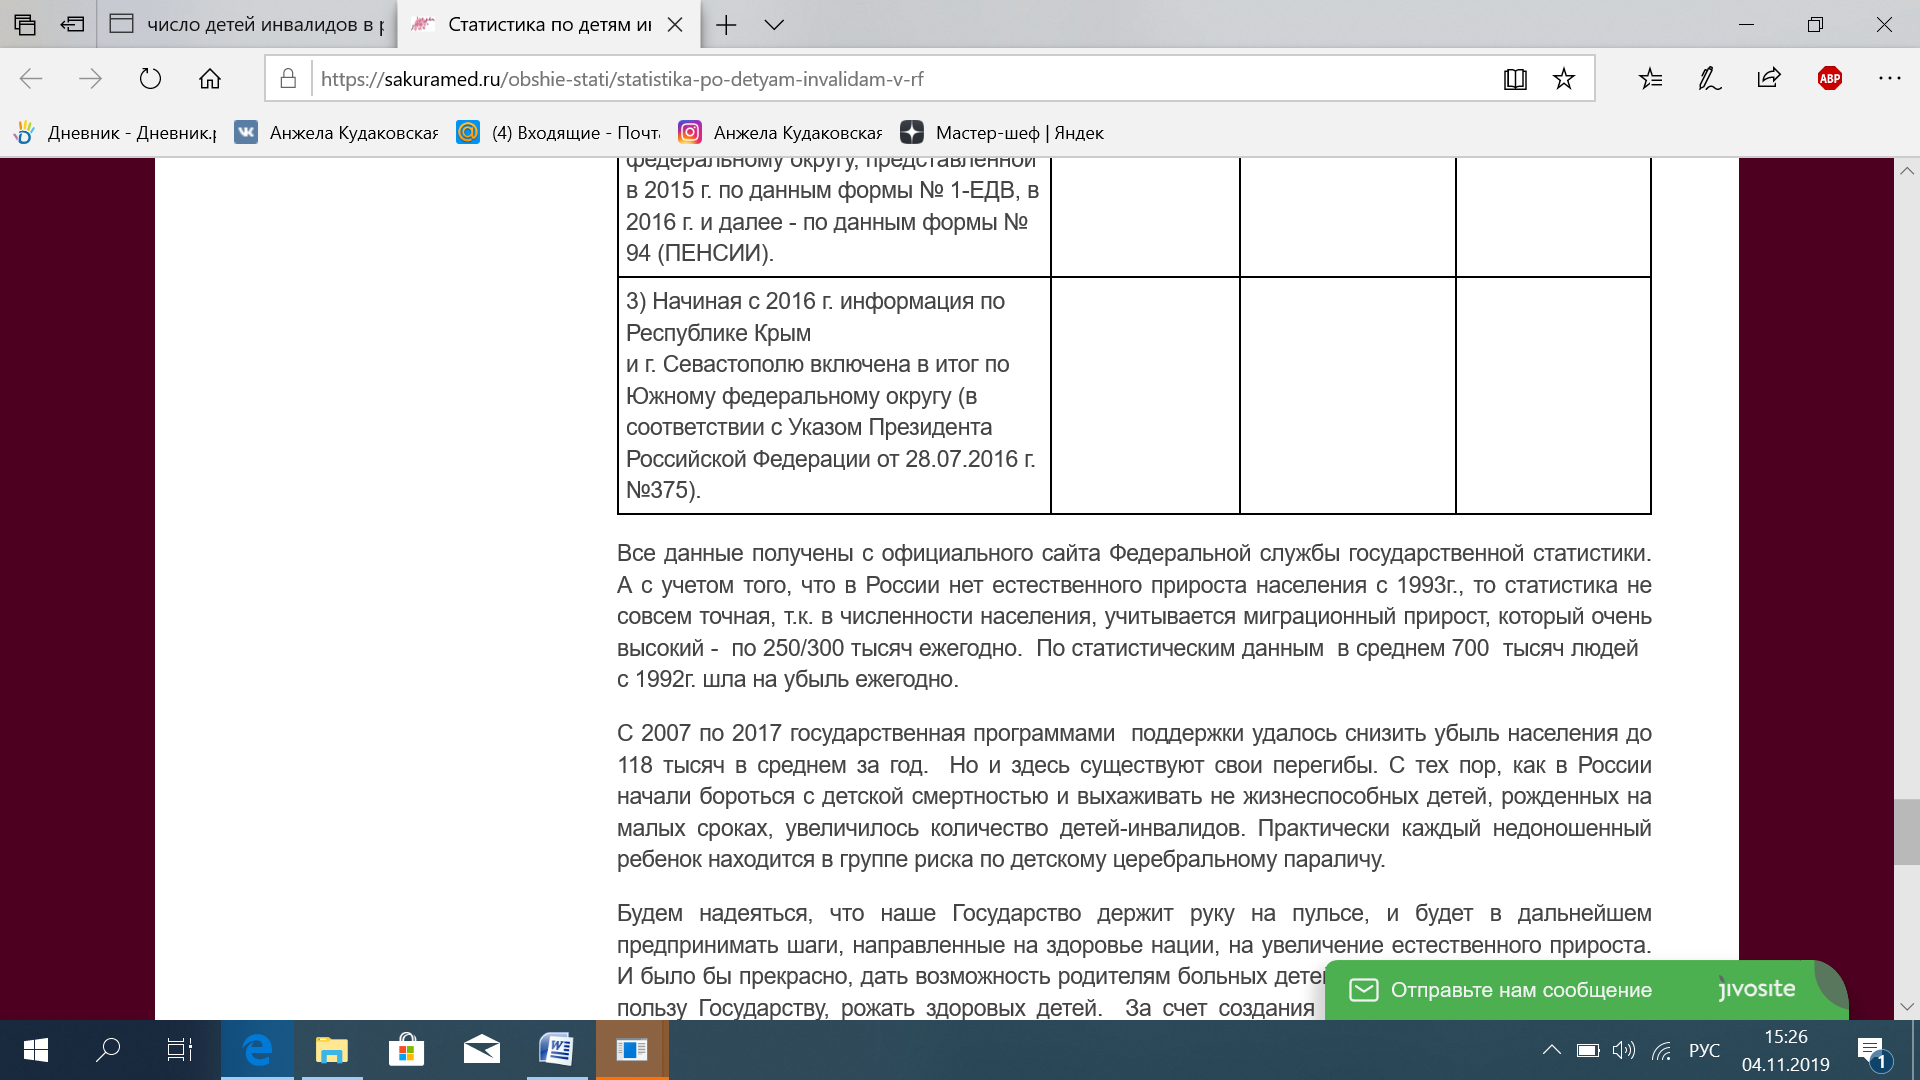 число детей инвалидов в р
Статистика по детям ин
https://sakuramed.ru/obshie-stati/statistika-po-detyam-invalidam-v-rf
ABP
Дневник - Дневник.р
Анжела Кудаковская
(4) Входящие - Почта
Анжела Кудаковская
Мастер-шеф | Яндек
федеральному округу, представленной
в 2015 г. по данным формы № 1-ЕДВ, в
2016 г. и далее - по данным формы №
94 (ПЕНСИИ).
3) Начиная с 2016 г. информация по
Республике Крым
и г. Севастополю включена в итог по
Южному федеральному округу (в
соответствии с Указом Президента
Российской Федерации от 28.07.2016 г.
№375).
Все данные получены с официального сайта Федеральной службы государственной статистики.
А с учетом того, что в России нет естественного прироста населения с 1993г., то статистика не
совсем точная, т.к. в численности населения, учитывается миграционный прирост, который очень
высокий - по 250/300 тысяч ежегодно. По статистическим данным в среднем 700 тысяч людей
с 1992г. шла на убыль ежегодно.
С 2007 по 2017 государственная программами поддержки удалось снизить убыль населения до
118 тысяч в среднем за год. Но и здесь существуют свои перегибы. С тех пор, как в России
начали бороться с детской смертностью и выхаживать не жизнеспособных детей, рожденных на
малых сроках, увеличилось количество детей-инвалидов. Практически каждый недоношенный
ребенок находится в группе риска по детскому церебральному параличу.
Будем надеяться, что наше Государство держит руку на пульсе, и будет в дальнейшем
предпринимать шаги, направленные на здоровье нации, на увеличение естественного прироста.
И было бы прекрасно, дать возможность родителям больных детей
пользу Государству, рожать здоровых детей. За счет создания
Отправьте нам сообщение
jivosite
РУС
15:26
04.11.2019
1